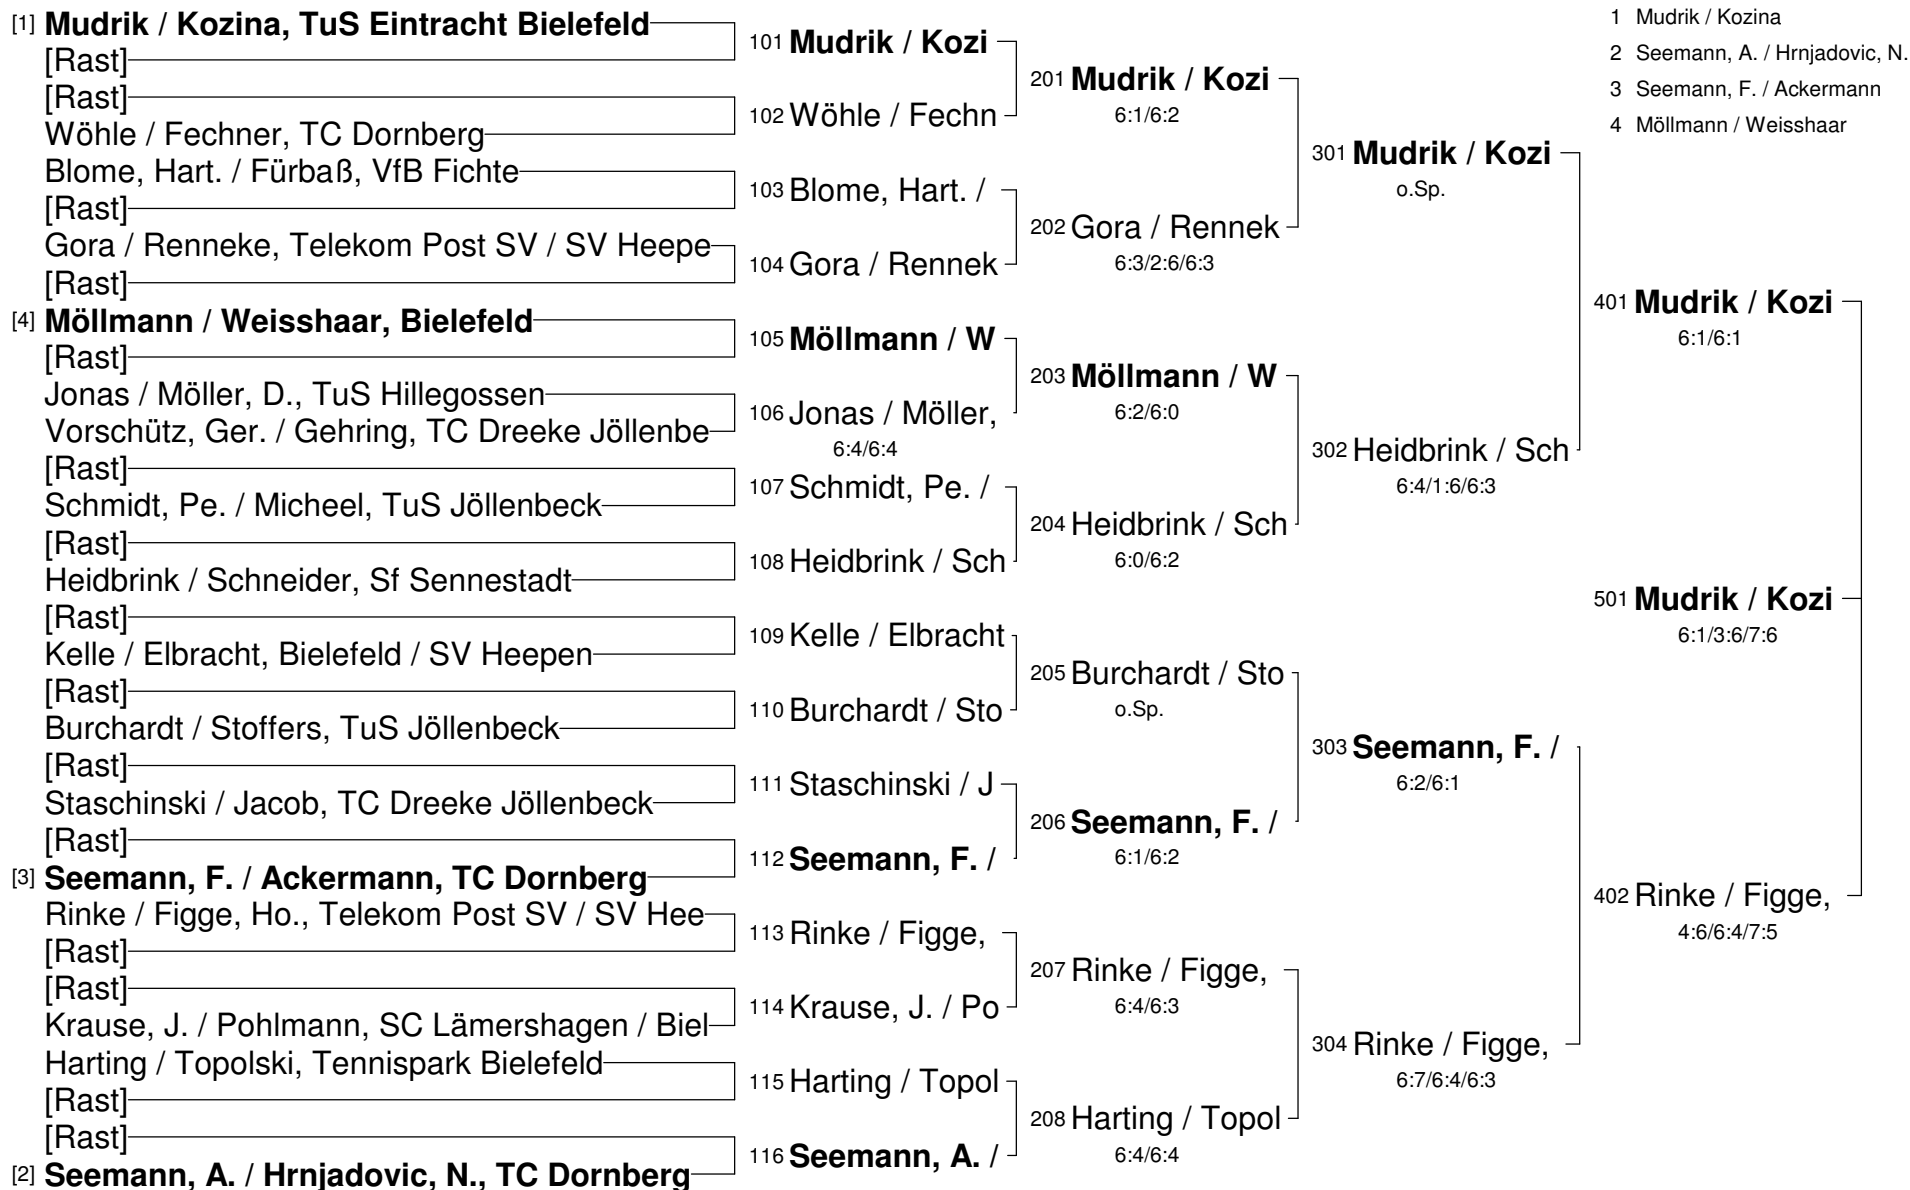 [1] Mudrik / Kozina, TuS Eintracht Bielefeld
[Rast]
[Rast]
Wöhle / Fechner, TC Dornberg
Blome, Hart. / Fürbaß, VfB Fichte
[Rast]
Gora / Renneke, Telekom Post SV / SV Heepe
[Rast]
[4] Möllmann / Weisshaar, Bielefeld
[Rast]
Jonas / Möller, D., TuS Hillegossen
Vorschütz, Ger. / Gehring, TC Dreeke Jöllenbe
[Rast]
Schmidt, Pe. / Micheel, TuS Jöllenbeck
[Rast]
Heidbrink / Schneider, Sf Sennestadt
[Rast]
Kelle / Elbracht, Bielefeld / SV Heepen
[Rast]
Burchardt / Stoffers, TuS Jöllenbeck
[Rast]
Staschinski / Jacob, TC Dreeke Jöllenbeck
[Rast]
[3] Seemann, F. / Ackermann, TC Dornberg
Rinke / Figge, Ho., Telekom Post SV / SV Hee
[Rast]
[Rast]
Krause, J. / Pohlmann, SC Lämershagen / Biel
Harting / Topolski, Tennispark Bielefeld
[Rast]
[Rast]
[2] Seemann, A. / Hrnjadovic, N., TC Dornberg
101 Mudrik / Kozi
102 Wöhle / Fechn
103 Blome, Hart. /
104 Gora / Rennek
105 Möllmann / W
106 Jonas / Möller,
6:4/6:4
107 Schmidt, Pe. /
108 Heidbrink / Sch
109 Kelle / Elbracht
110 Burchardt / Sto
111 Staschinski / J
112 Seemann, F. /
113 Rinke / Figge,
114 Krause, J. / Po
115 Harting / Topol
116 Seemann, A. /
201 Mudrik / Kozi
6:1/6:2
202 Gora / Rennek
6:3/2:6/6:3
203 Möllmann / W
6:2/6:0
204 Heidbrink / Sch
6:0/6:2
205 Burchardt / Sto
o.Sp.
206 Seemann, F. /
6:1/6:2
207 Rinke / Figge,
6:4/6:3
208 Harting / Topol
6:4/6:4
301 Mudrik / Kozi
o.Sp.
302 Heidbrink / Sch
6:4/1:6/6:3
303 Seemann, F. /
6:2/6:1
304 Rinke / Figge,
6:7/6:4/6:3
401 Mudrik / Kozi
6:1/6:1
402 Rinke / Figge,
4:6/6:4/7:5
501 Mudrik / Kozi
6:1/3:6/7:6
1 Mudrik / Kozina
2 Seemann, A. / Hrnjadovic, N.
3 Seemann, F. / Ackermann
4 Möllmann / Weisshaar